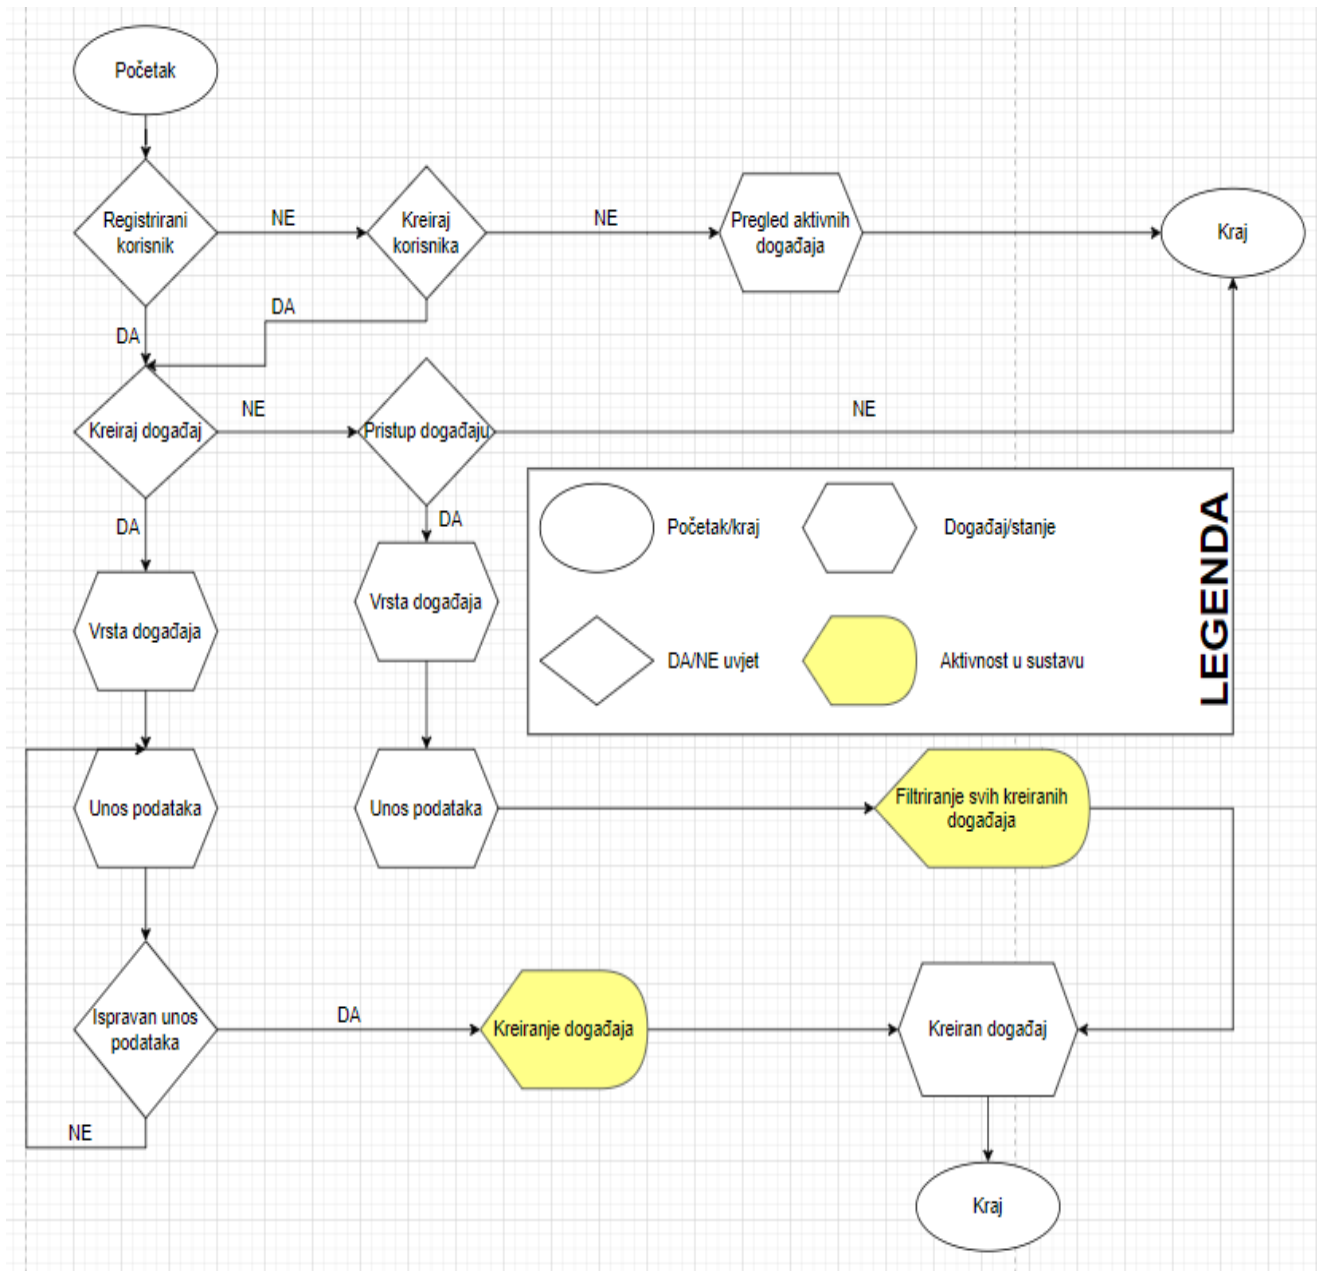 Početak
Registrirani
korisnik
NE
Kreiraj
korisnika
NE
Pregled aktivnih
događaja
Kraj
DA
DA
Kreiraj događaj
NE
Pristup događaju
NE
DA
DA
Vrsta događaja
Vrsta događaja
Početak/kraj
Događaj/stanje
DA/NE uvjet
Aktivnost u sustavu
LEGENDA
Unos podataka
Unos podataka
Filtriranje svih kreiranih
događaja
Ispravan unos
podataka
DA
Kreiranje događaja
Kreiran događaj
NE
Kraj